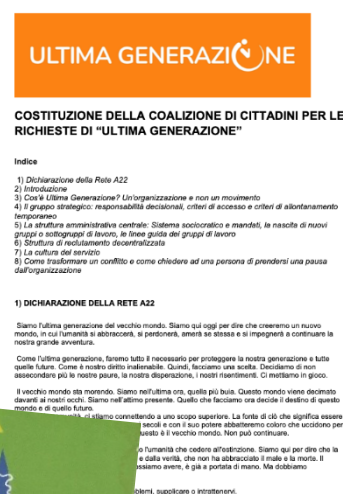 ULTIMA GENERAZIONE
COSTITUZIONE DELLA COALIZIONE DI CITTADINI PER LE
RICHIESTE DI “ULTIMA GENERAZIONE”
Indice
1) Dichiarazione della Rete A22
2) Introduzione
3) Cos'è Ultima Generazione? Un'organizzazione e non un movimento
4) Il gruppo strategico: responsabilità decisionali, criteri di accesso e criteri di allontanamento
temporaneo
5) La struttura amministrativa centrale: Sistema sociocratico e mandati, la nascita di nuovi
gruppi e sottogruppi di lavoro, le linee guida dei gruppi di lavoro
6) Struttura di reclutamento decentralizzata
7) La cultura del servizio
8) Come trasformare un conflitto e come chiedere ad una persona di prendersi una pausa
dall'organizzazione
1) DICHIARAZIONE DELLA RETE A22
Siamo l'ultima generazione del vecchio mondo. Siamo qui oggi per dire che creeremo un nuovo
mondo, in cui l'umanità si abbraccerà, si perdonerà, amerà se stessa e si impegnerà a continuare la
nostra grande avventura.
Come l'ultima generazione, faremo tutto il necessario per proteggere la nostra generazione e tutte
quelle future. Come è nostro diritto inalienabile. Quindi, facciamo una scelta. Decidiamo di non
assecondare più le nostre paure, la nostra disperazione, i nostri risentimenti. Ci mettiamo in gioco.
Il vecchio mondo sta morendo. Siamo nell'ultima ora, quella più buia. Questo mondo viene decimato
davanti ai nostri occhi. Siamo nell'attimo presente. Quello che facciamo ora decide il destino di questo
mondo e di quello futuro.
ci stiamo connettendo a uno scopo superiore. La fonte di ciò che significa essere
secoli e con il suo potere abbatteremo coloro che uccidono per
questo è il vecchio mondo. Non può continuare.
l'umanità che cedere all'estinzione. Siamo qui per dire che la
e dalla verità, che non ha abbracciato il male e la morte. Il
ssiamo avere, è già a portata di mano. Ma dobbiamo
blemi, supplicare o intrattenervi.